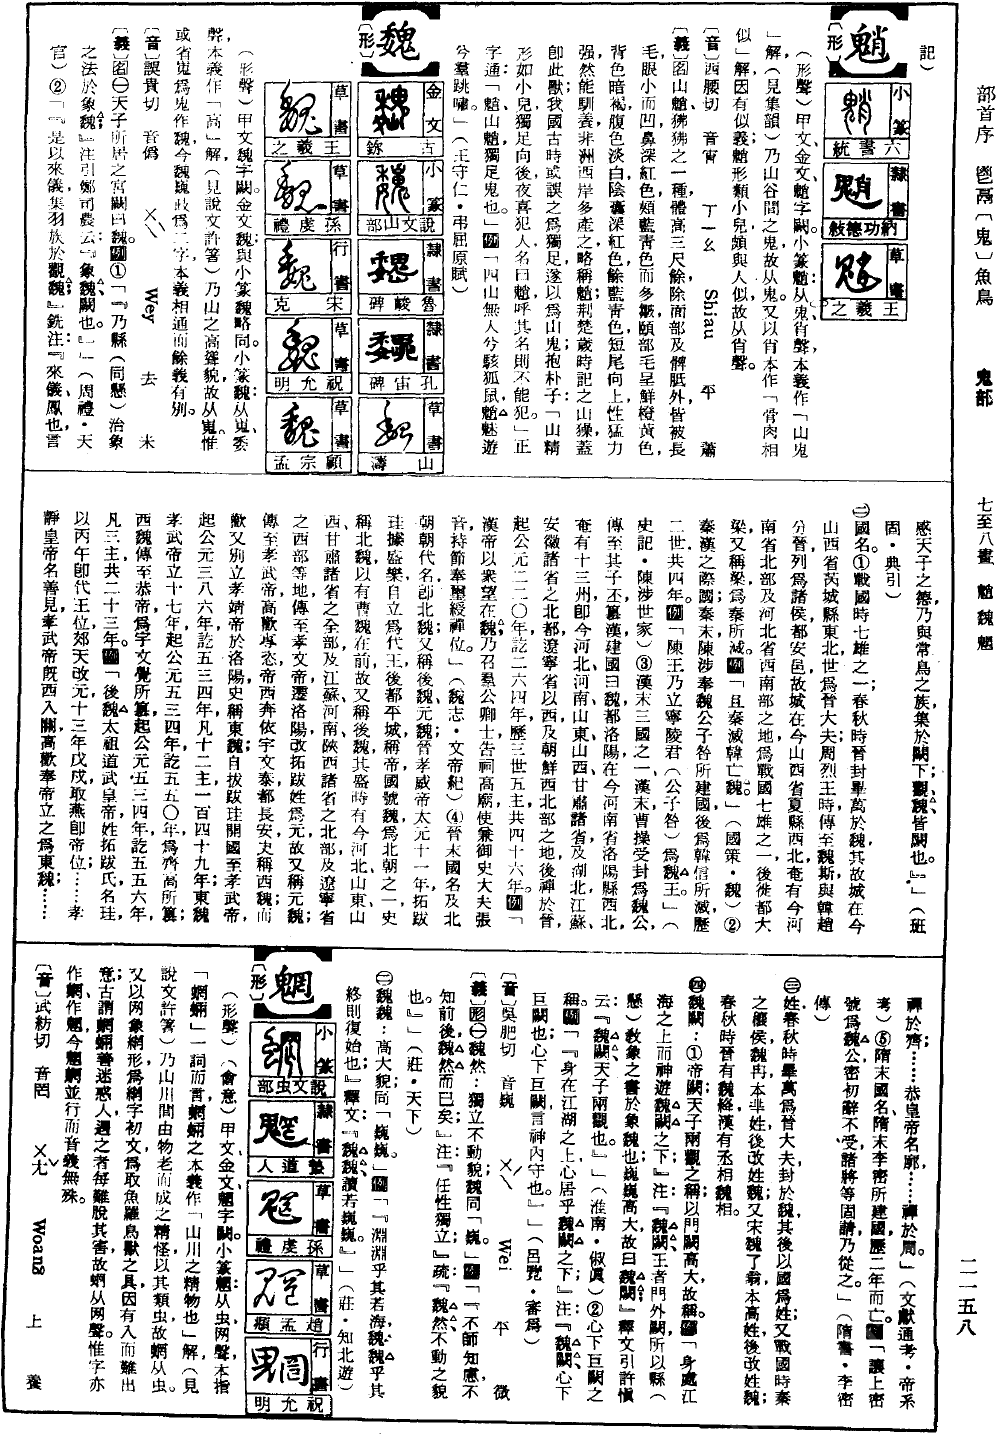 部首序　鬯鬲〔鬼〕魚鳥　鬼部　七至八畫　魈魏魍　二一五八
記）
魈
〔形〕
小篆　六書統
隸書　韵功德敍
草書　王羲之
（形聲）甲文、金文魈字闕。小篆魈：从鬼、肖聲，本義作「山鬼
」解（見集韻）乃山谷間之鬼，故从鬼。又以肖本作「骨肉相
似」解，因有似義；魈形類小兒，頗與人似，故从肖聲。
〔音〕西腰切　音宵　ㄒㄧㄠ　Shiau　平　蕭
〔義〕名山魈：狒狒之一種，體高三尺餘，除面部及髀胝外皆被長
毛，眼小而凹，鼻深紅色，頰藍青色而多皺，頤部毛呈鮮橙黃色，
背色暗褐，腹色淡白，陰囊深紅色，餘藍青色，短尾向上，性猛力
强，然能馴養，非洲西岸多產之，略稱魈；荆楚歲時記之山獠，蓋
卽此獸。我國古時或誤之爲獨足，遂以爲山鬼，抱朴子：「山精
形如小兒，獨足向後，夜喜犯人，名曰魈，呼其名則不能犯。」正
字通：「魈，山魈，獨足鬼也。」例「四山無人兮駭狐鼠，魈魅遊
兮羣跳嘯。」（王守仁・弔屈原賦）
魏
〔形〕
金文　古鉨
小篆　說文山部
隸書　魯峻碑
隸書　孔宙碑
草書　山濤
草書　王羲之
草書　孫虔禮
行書　宋克
草書　祝允明
草書　顧宗孟
（形聲）甲文魏字闕。金文魏與小篆魏略同。小篆魏：从嵬、委
聲，本義作「高」解（見說文許箸）乃山之高聳貌，故从嵬。惟
或省嵬爲鬼作魏，今魏巍歧爲二字，本義相通而餘義有別。
〔音〕誤貴切　音僞　ㄨㄟˋ　Wey　去　未
〔義〕名㊀天子所居之宮闕曰魏。例①「『乃縣（同懸）治象
之法於象魏』注引鄭司農云：『象魏，闕也。』」（周禮・天
官）②「『是以來儀集羽族於觀魏』銑注：『來儀，鳳也，言
感天子之德，乃與常鳥之族集於闕下；觀魏皆闕也。』」（班
固・典引）
㊁國名。①戰國時七雄之一；春秋時晉封畢萬於魏，其故城在今
山西省芮城縣東北；世爲晉大夫，周烈王時傳至魏斯，與韓趙
分晉，列爲諸侯，都安邑，故城在今山西省夏縣西北，奄有今河
南省北部及河北省西南部之地，爲戰國七雄之一；後徙都大
梁，又稱梁，爲秦所滅。例「且秦滅韓亡魏。」（國策・魏）②
秦漢之際國；秦末陳涉奉魏公子咎所建國，後爲韓信所滅，歷
二世共四年。例「陳王乃立寧陵君（公子咎）爲魏王。」（
史記・陳涉世家）③漢末三國之一，漢末曹操受封爲魏公，
傳至其子丕，篡漢建國曰魏，都洛陽，在今河南省洛陽縣西北，
奄有十三州，卽今河北河南山東山西甘肅諸省及湖北江蘇
安徽諸省之北部，遼寧省以西及朝鮮西北部之地，後禪於晉，
起公元二二〇年，訖二六四年，歷三世五主，共四十六年。例「
漢帝以衆望在魏，乃召羣公卿士，告祠高廟，使兼御史大夫張
音持節奉璽綬禪位。」（魏志・文帝紀）④晉末國名及北
朝朝代名，卽北魏，又稱後魏、元魏；晉孝威帝太元十一年，拓跋
珪據盛樂，自立爲代王，後都平城稱帝，國號魏，爲北朝之一，史
稱北魏，以有曹魏在前，故又稱後魏，其盛時有今河北山東山
西甘肅諸省之全部及江蘇河南陝西諸省之北部及遼寧省
之西部等地，傳至孝文帝遷洛陽，改拓跋姓爲元，故又稱元魏；
傳至孝武帝，高歡專恣，帝西奔依宇文泰，都長安，史稱西魏；而
歡又別立孝靖帝於洛陽，史稱東魏；自拔跋珪開國至孝武帝，
起公元三八六年，訖五三四年，凡十二主，一百四十九年；東魏
孝武帝立十七年，起公元五三四年，訖五五〇年，爲齊高所篡；
西魏傳至恭帝，爲宇文覺所篡，起公元五三四年，訖五五六年，
凡三主，共二十三年。例「後魏太祖道武皇帝，姓拓跋氏，名珪，
以丙午卽代王位，郊天改元，十三年戊戌，取燕卽帝位；……孝
靜皇帝名善見，孝武帝旣西入關，高歡奉帝立之，爲東魏；……
禪於齊；……恭皇帝名廓，……禪於周。」（文獻通考・帝系
考）⑤隋末國名，隋末李密所建國，歷二年而亡。例「讓上密
號爲魏公，密初辭不受，諸將等固請，乃從之。」（隋書・李密
傳）
㊂姓。春秋時畢萬爲晉大夫，封於魏，其後以國爲姓；又戰國時秦
之穰侯魏冉本羋姓，後改姓魏；又宋魏了翁本高姓，後改姓魏；
春秋時晉有魏絳，漢有丞相魏相。
㊃魏闕：①帝闕，天子兩觀之稱，以門闕高大，故稱。例「身處江
海之上，而神遊魏闕之下』注：『魏闕，王者門外闕，所以縣（
懸）敎象之書於象魏也；巍巍高大，故曰魏闕』釋文引許愼
云：『魏闕，天子兩觀也。』」（淮南・俶眞）②心下巨闕之
稱。例「『身在江湖之上，心居乎魏闕之下』注：『魏闕，心下
巨闕也；心下巨闕，言神內守也。』」（呂覽・審爲）
〔音〕吳肥切　音巍　ㄨㄟˊ　Wei　平　微
〔義〕形㊀魏然：獨立不動貌，魏同「巍」。例「『不師知慮，不
知前後，魏然而已矣』注：『任性獨立』疏：『魏然，不動之貌
也。』」（莊・天下）
㊁魏魏：高大貌，同「巍巍」。例「『淵淵乎其若海，魏魏乎其
終則復始也』釋文：『魏魏讀若巍巍。』」（莊・知北遊）
魍
〔形〕
小篆　說文虫部
隸書　墊道人
草書　孫虔禮
草書　趙孟頫
行書　祝允明
（形聲）（會意）甲文、金文魍字闕。小篆魍：从虫、网聲，本指
「蝄蜽」一詞而言，蝄蜽之本義作「山川之精物也」解（見
說文許箸）乃山川間由物老而成之精怪，以其類虫，故蝄从虫。
又以网象網形，爲網字初文，爲取魚羅鳥獸之具，因有入而難出
意；古謂蝄蜽善迷惑人，遇之者每難脫其害，故蝄从网聲。惟字亦
作蝄作魍，今魍蝄並行而音義無殊。
〔音〕武紡切　音罔　ㄨㄤˇ　Woang　上　養